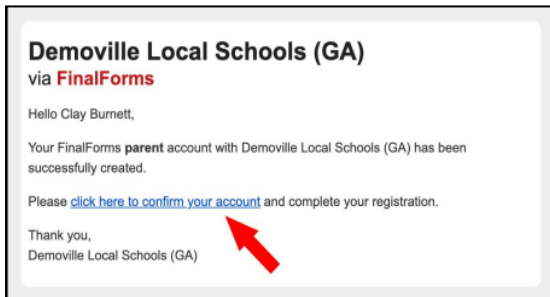 Demoville Local Schools (GA)
via FinalForms
Hello Clay Burnett,
Your FinalForms parent account with Demoville Local Schools (GA) has been
successfully created.
Please click here to confirm your account and complete your registration.
Thank you,
Demoville Local Schools (GA)